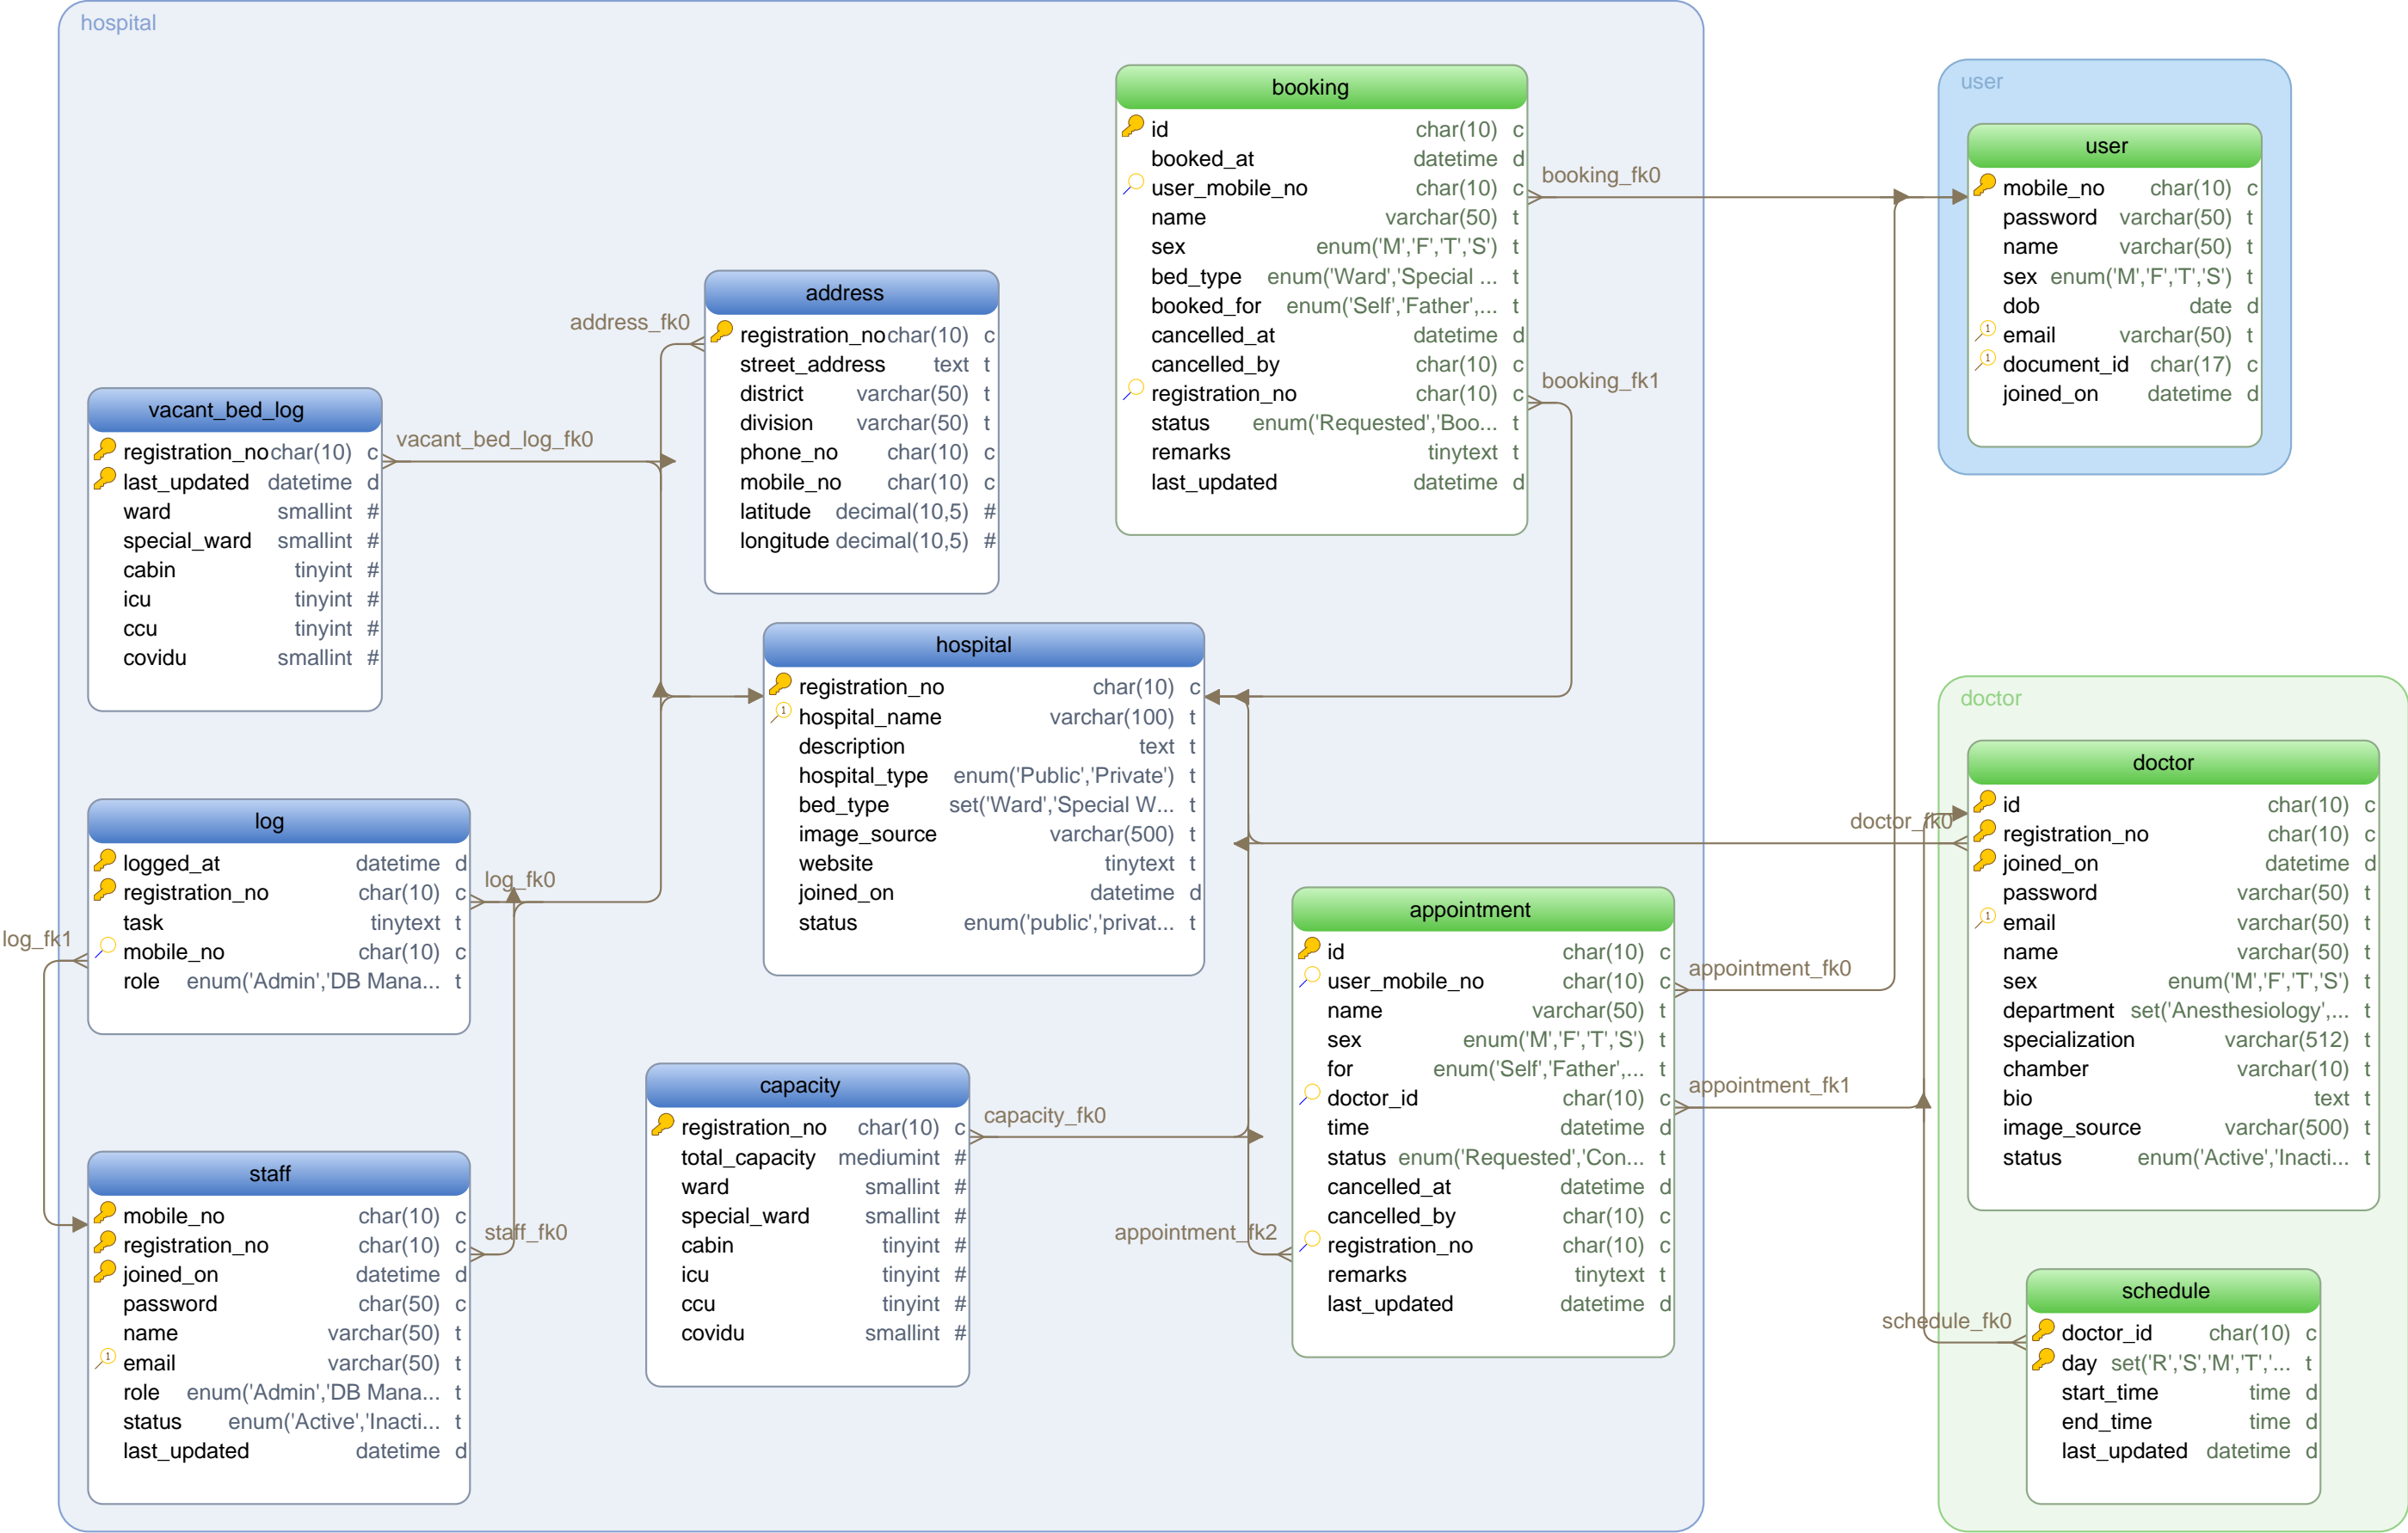 hospital
booking
id char(10) c
booked_at datetime d
user_mobile_no char(10) c
name varchar(50) t
sex enum('M','F','T','S') t
bed_type enum('Ward','Special ... t
booked_for enum('Self','Father',... t
cancelled_at datetime d
cancelled_by char(10) c
registration_no char(10) c
status enum('Requested','Boo... t
remarks tinytext t
last_updated datetime d
booking_fk0
booking_fk1
user
user
mobile_no char(10) c
password varchar(50) t
name varchar(50) t
sex enum('M','F','T','S') t
dob date d
1 email varchar(50) t
1 document_id char(17) c
joined_on datetime d
address_fk0
address
registration_no char(10) c
street_address text t
district varchar(50) t
division varchar(50) t
phone_no char(10) c
mobile_no char(10) c
latitude decimal(10,5) #
longitude decimal(10,5) #
vacant_bed_log
registration_no char(10) c
last_updated datetime d
ward smallint #
special_ward smallint #
cabin tinyint #
icu tinyint #
ccu tinyint #
covidu smallint #
vacant_bed_log_fk0
hospital
registration_no char(10) c
1 hospital_name varchar(100) t
description text t
hospital_type enum('Public','Private') t
bed_type set('Ward','Special W... t
image_source varchar(500) t
website tinytext t
joined_on datetime d
status enum('public','privat... t
log
logged_at datetime d
registration_no char(10) c
task tinytext t
mobile_no char(10) c
role enum('Admin','DB Mana... t
log_fk0
log_fk1
doctor
doctor
doctor_fk0
id char(10) c
registration_no char(10) c
joined_on datetime d
password varchar(50) t
1 email varchar(50) t
name varchar(50) t
sex enum('M','F','T','S') t
department set('Anesthesiology',... t
specialization varchar(512) t
chamber varchar(10) t
bio text t
image_source varchar(500) t
status enum('Active','Inacti... t
appointment
id char(10) c
user_mobile_no char(10) c
name varchar(50) t
sex enum('M','F','T','S') t
for enum('Self','Father',... t
doctor_id char(10) c
time datetime d
status enum('Requested','Con... t
cancelled_at datetime d
cancelled_by char(10) c
registration_no char(10) c
remarks tinytext t
last_updated datetime d
appointment_fk0
appointment_fk1
appointment_fk2
capacity
registration_no char(10) c
total_capacity mediumint #
ward smallint #
special_ward smallint #
cabin tinyint #
icu tinyint #
ccu tinyint #
covidu smallint #
capacity_fk0
staff
mobile_no char(10) c
registration_no char(10) c
joined_on datetime d
password char(50) c
name varchar(50) t
1 email varchar(50) t
role enum('Admin','DB Mana... t
status enum('Active','Inacti... t
last_updated datetime d
staff_fk0
schedule
schedule_fk0
doctor_id char(10) c
day set('R','S','M','T','... t
start_time time d
end_time time d
last_updated datetime d